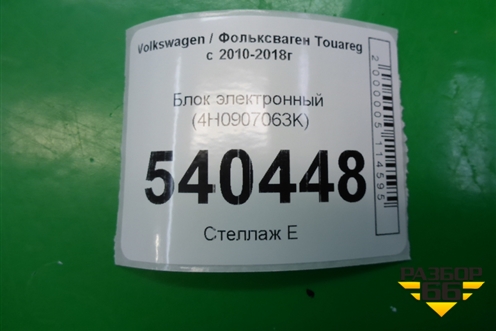 Volkswagen / Фольксваген Touareg
с 2010-2018г
Блок электронный
(4H0907063K)
540448
Стеллаж Е
2000005114595
РАЗБОР
66